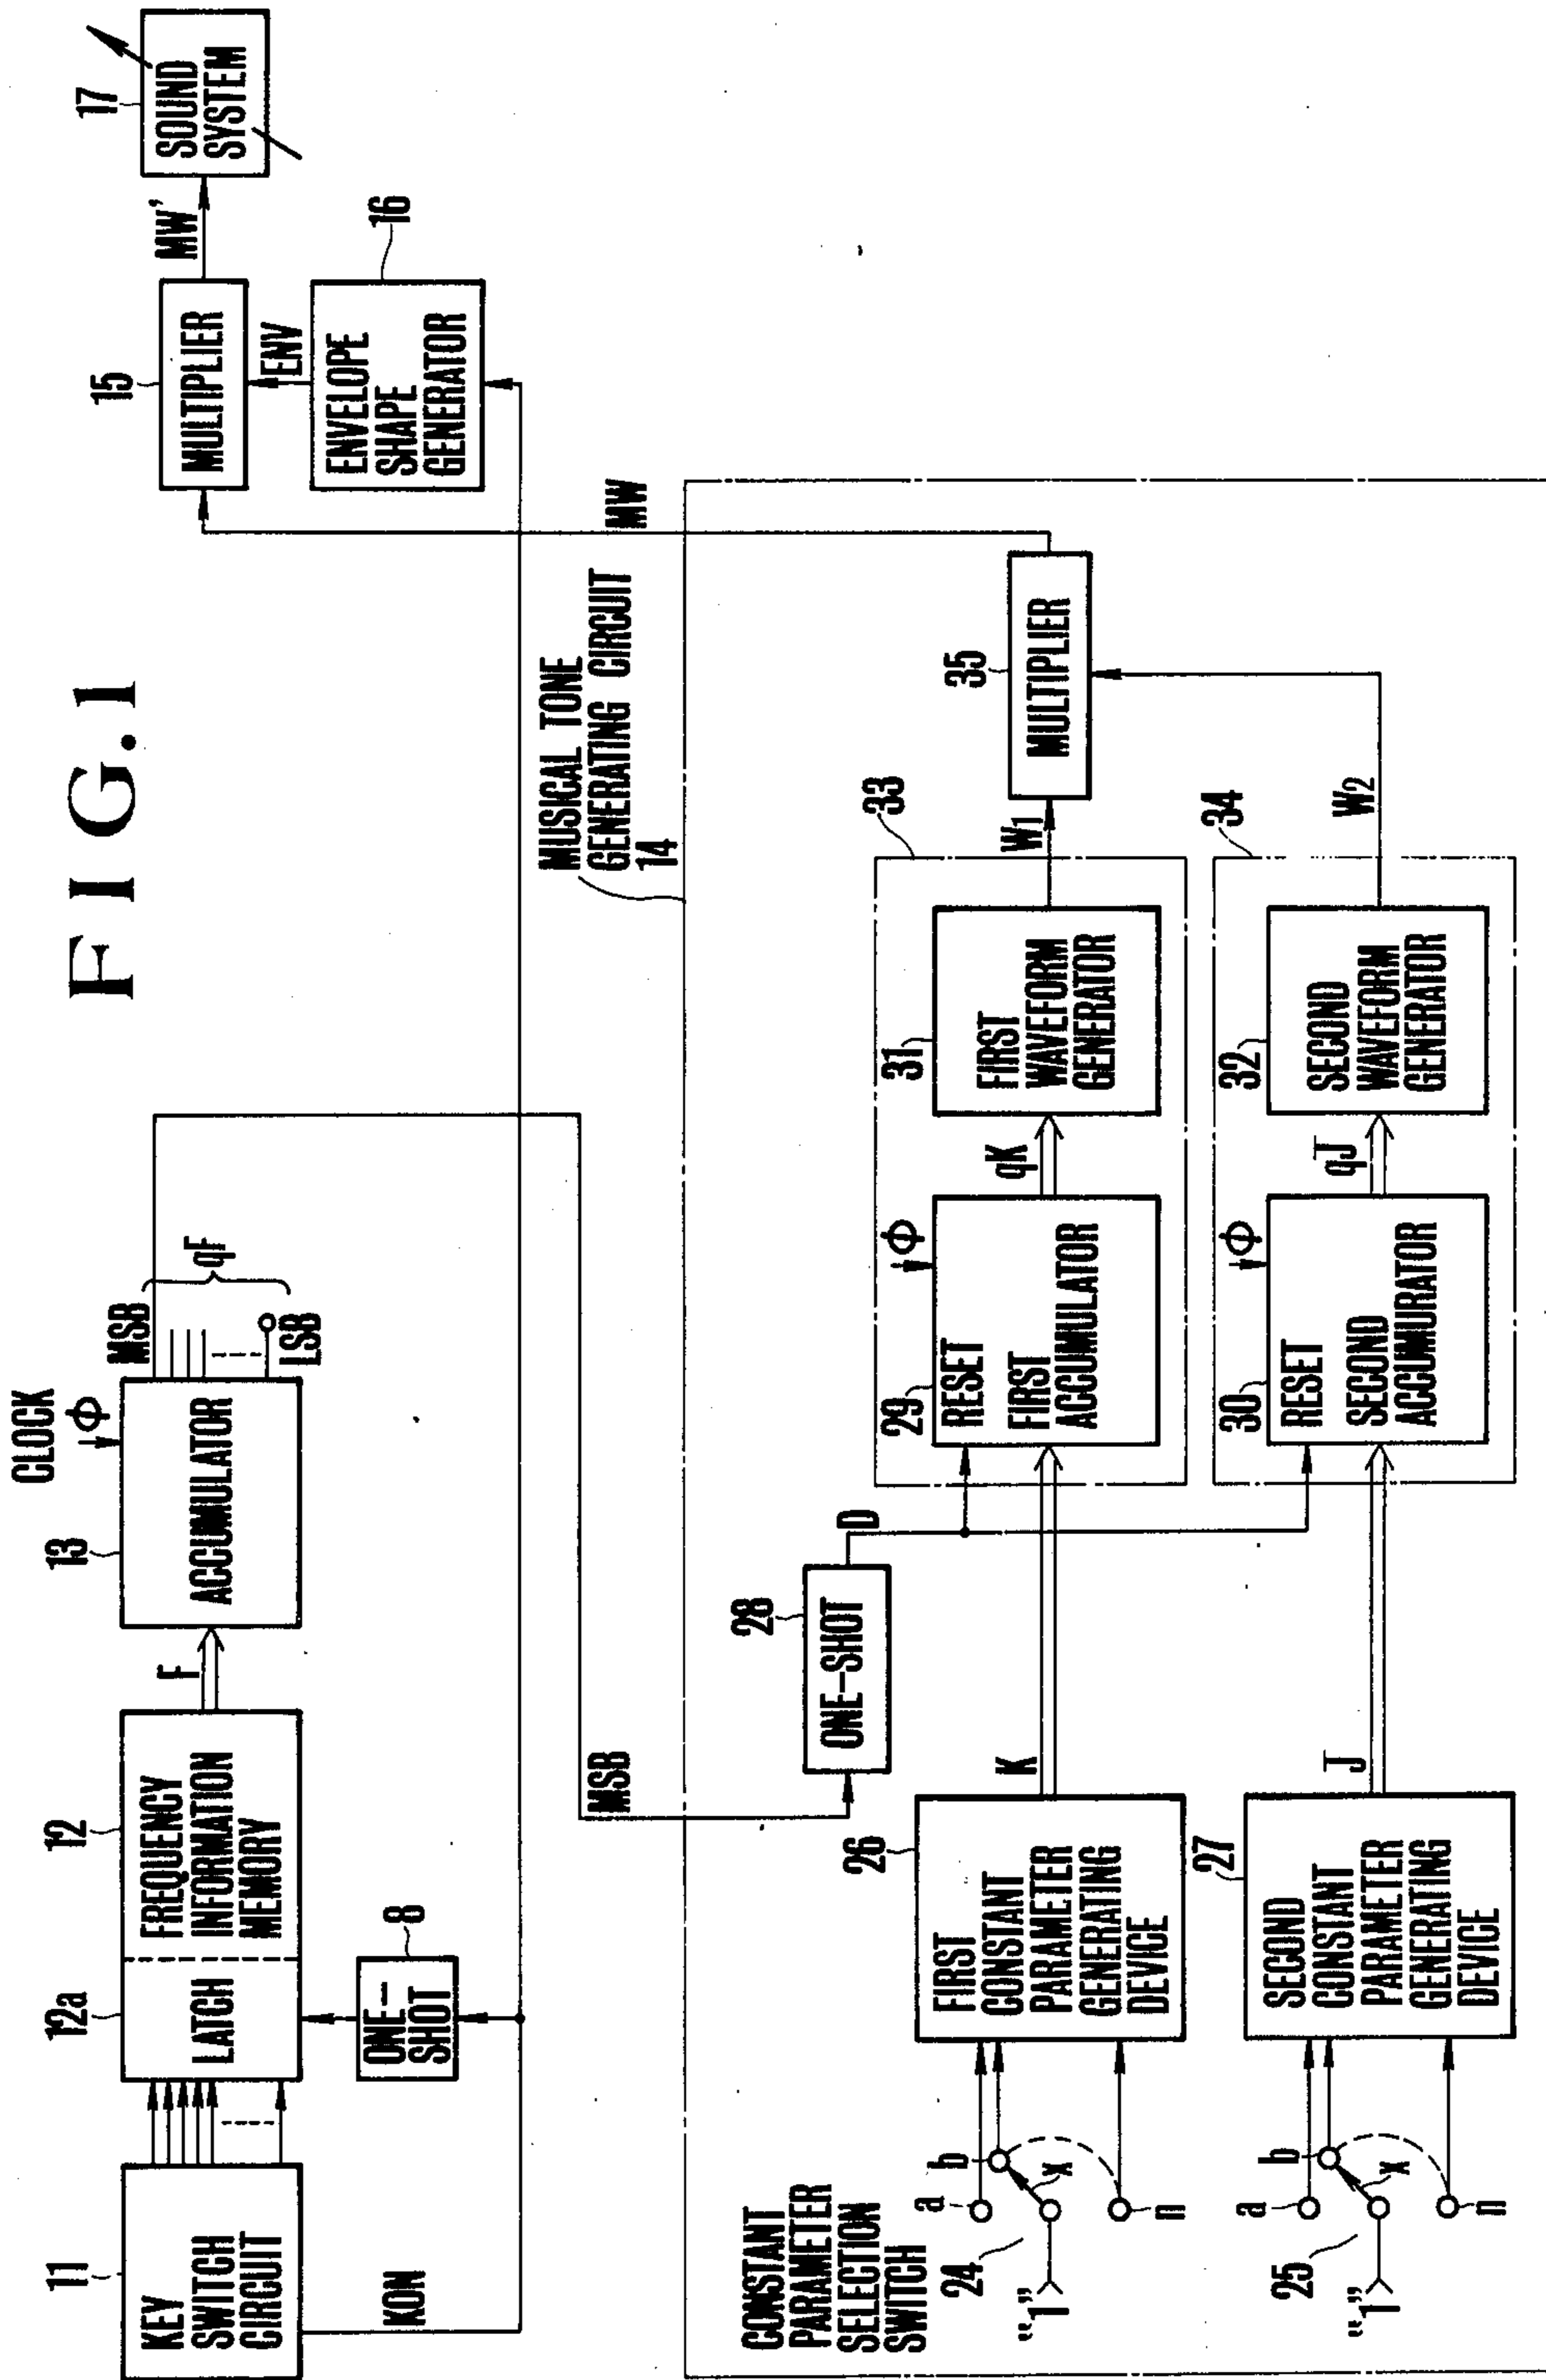 FIG.1
11
KEY
SWITCH
CIRCUIT
KON
12a
LATCH
12
FREQUENCY
INFORMATION
MEMORY
ONE-
SHOT
8
F
13
ACCUMULATOR
CLOCK
Φ
MSB
qF
LSB
15
MULTIPLIER
MW'
ENV
ENVELOPE
SHAPE
GENERATOR
16
17
SOUND
SYSTEM
MW
MUSICAL TONE
GENERATING CIRCUIT
14
MSB
28
ONE-SHOT
D
CONSTANT
PARAMETER
SELECTION
SWITCH
24
"1"
a
b
x
n
26
FIRST
CONSTANT
PARAMETER
GENERATING
DEVICE
K
29
RESET
FIRST
ACCUMULATOR
Φ
qK
31
FIRST
WAVEFORM
GENERATOR
33
W1
35
MULTIPLIER
25
"1"
a
b
x
n
27
SECOND
CONSTANT
PARAMETER
GENERATING
DEVICE
J
30
RESET
SECOND
ACCUMURATOR
Φ
qJ
32
SECOND
WAVEFORM
GENERATOR
34
W2